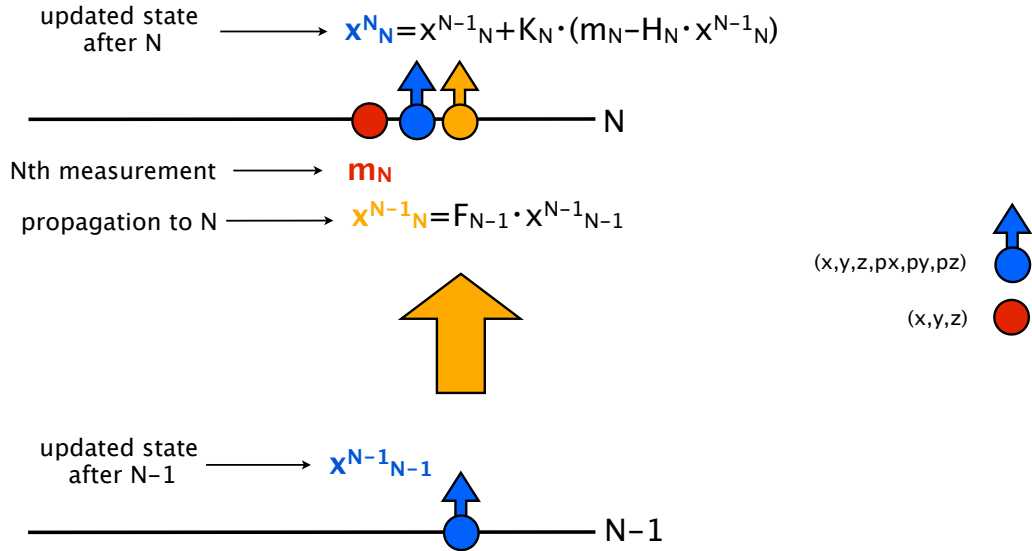 updated state
after N
x^N_N=x^{N-1}_N+K_N·(m_N-H_N·x^{N-1}_N)
N
Nth measurement
m_N
propagation to N
x^{N-1}_N=F_{N-1}·x^{N-1}_{N-1}
(x,y,z,px,py,pz)
(x,y,z)
updated state
after N-1
x^{N-1}_{N-1}
N-1